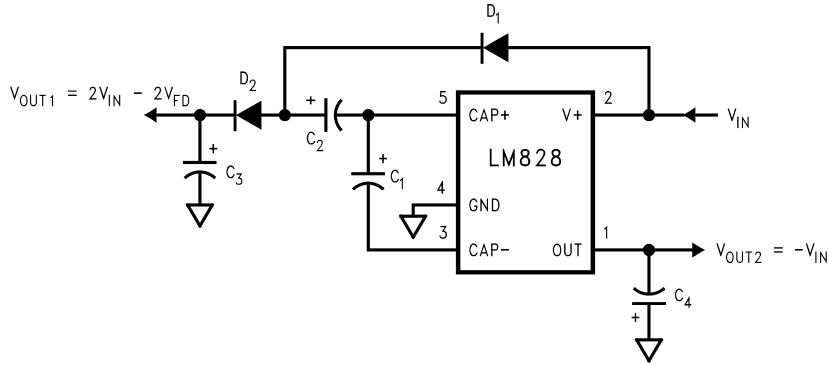 D1
VOUT1 = 2VIN – 2VFD
D2
+
C2
5
CAP+
V+
2
VIN
LM828
+
C3
+
C1
4
GND
3
CAP–
OUT
1
VOUT2 = –VIN
C4
+